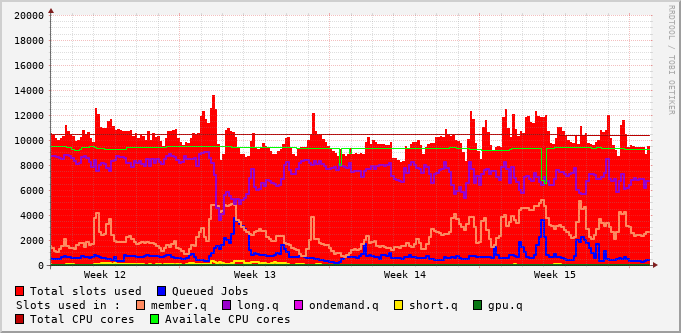 20000
18000
16000
14000
12000
10000
8000
6000
4000
2000
0
Week 12 Week 13 Week 14 Week 15
RRDTOOL / TOBI OETIKER
Total slots used Queued Jobs
Slots used in : member.q long.q ondemand.q short.q gpu.q
Total CPU cores Availale CPU cores